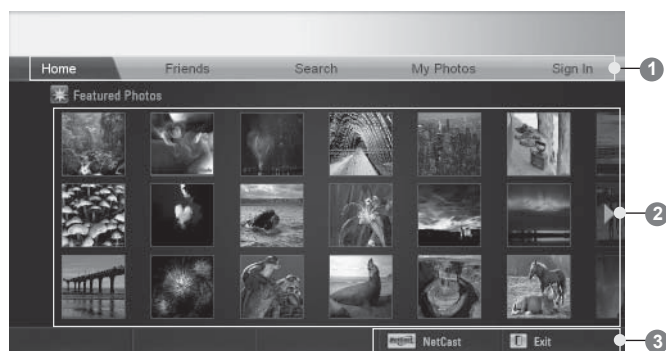 Home Friends Search My Photos Sign In
1
Featured Photos
2
NetCast Exit
3